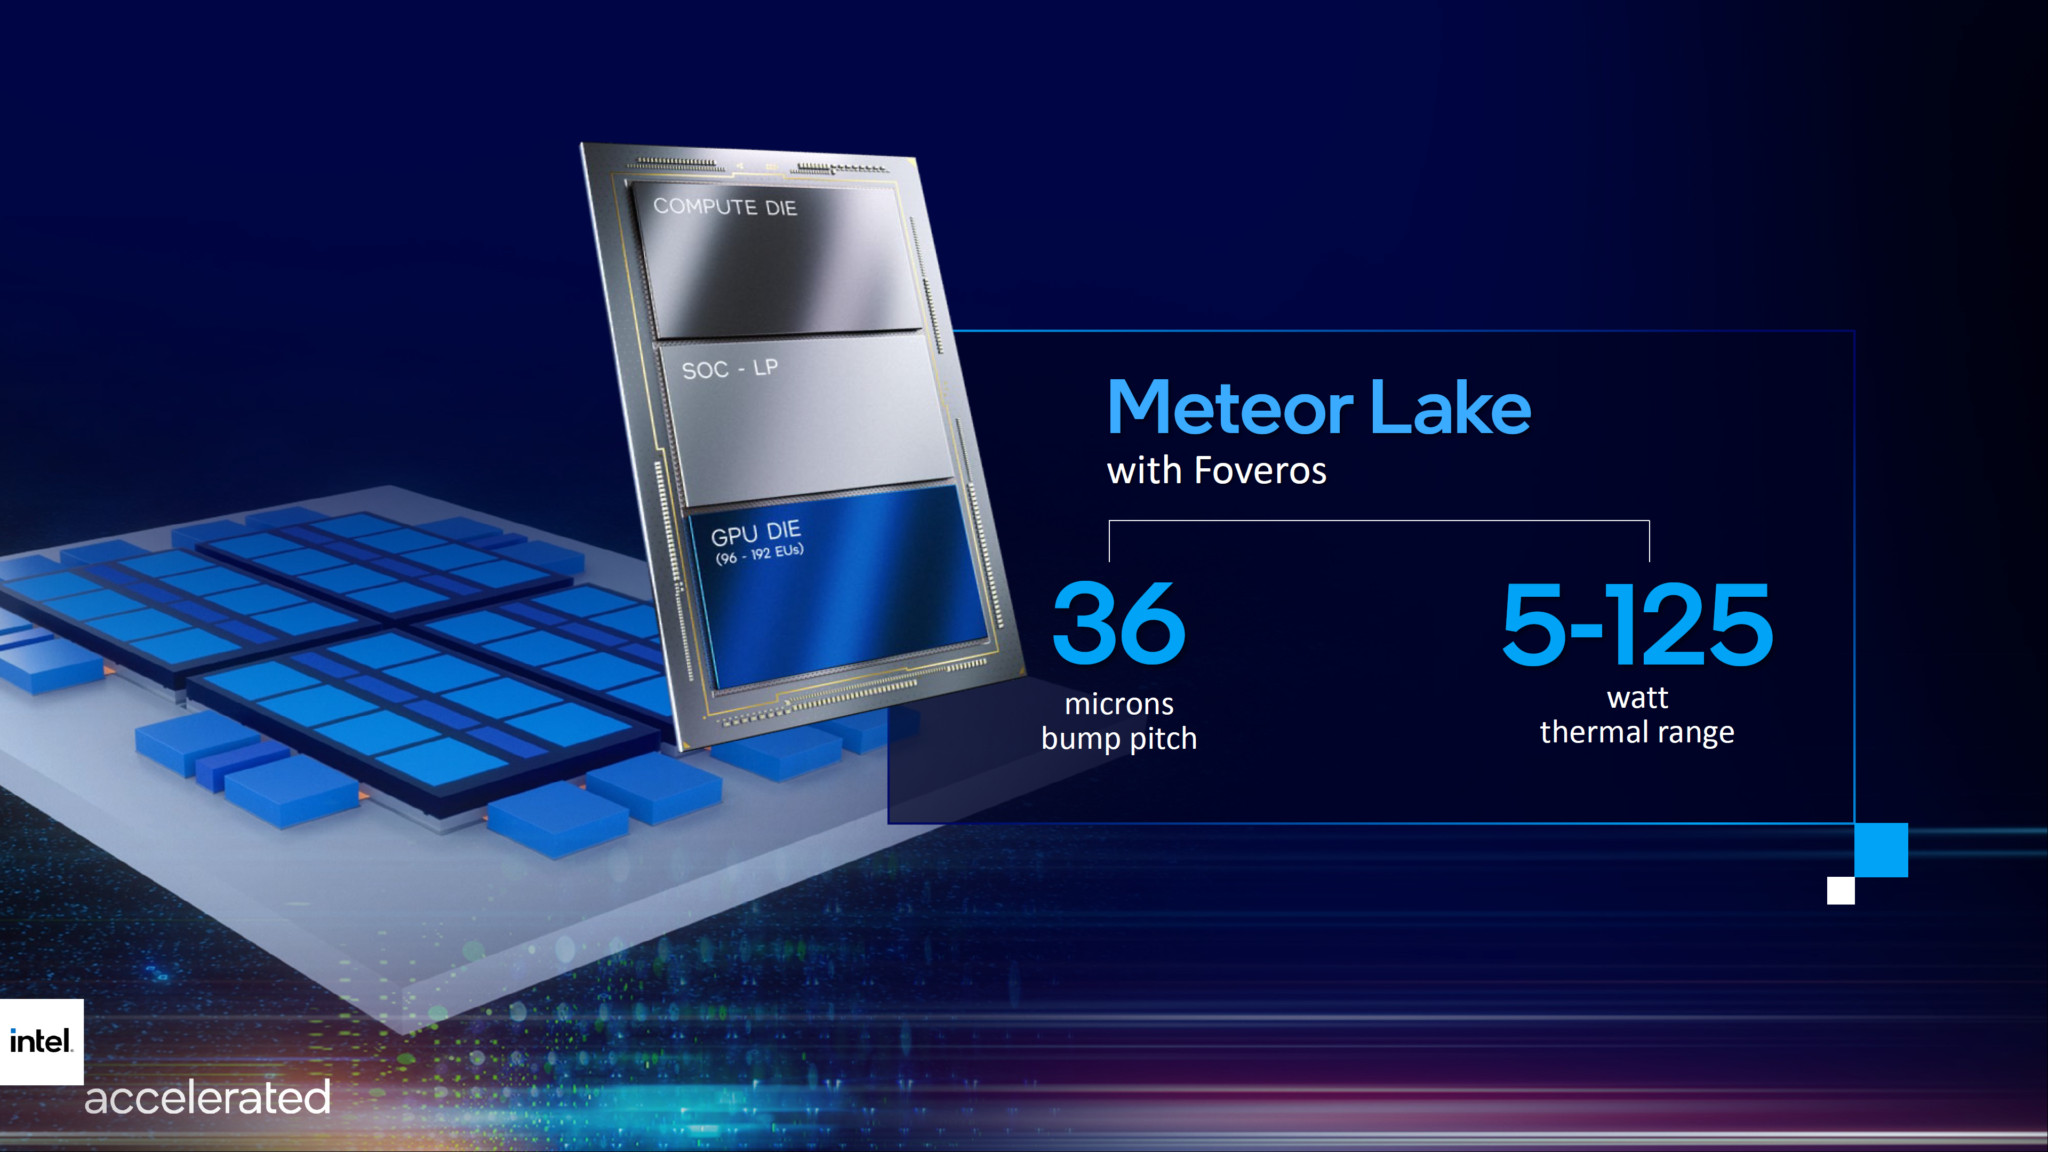 COMPUTE DIE
SOC - LP
GPU DIE
(96 - 192 EUs)
Meteor Lake
with Foveros
36
microns
bump pitch
5-125
watt
thermal range
intel.
accelerated